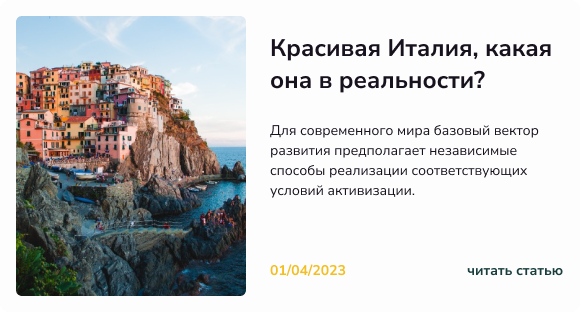 Красивая Италия, какая
она в реальности?
Для современного мира базовый вектор
развития предполагает независимые
способы реализации соответствующих
условий активизации.
01/04/2023
читать статью